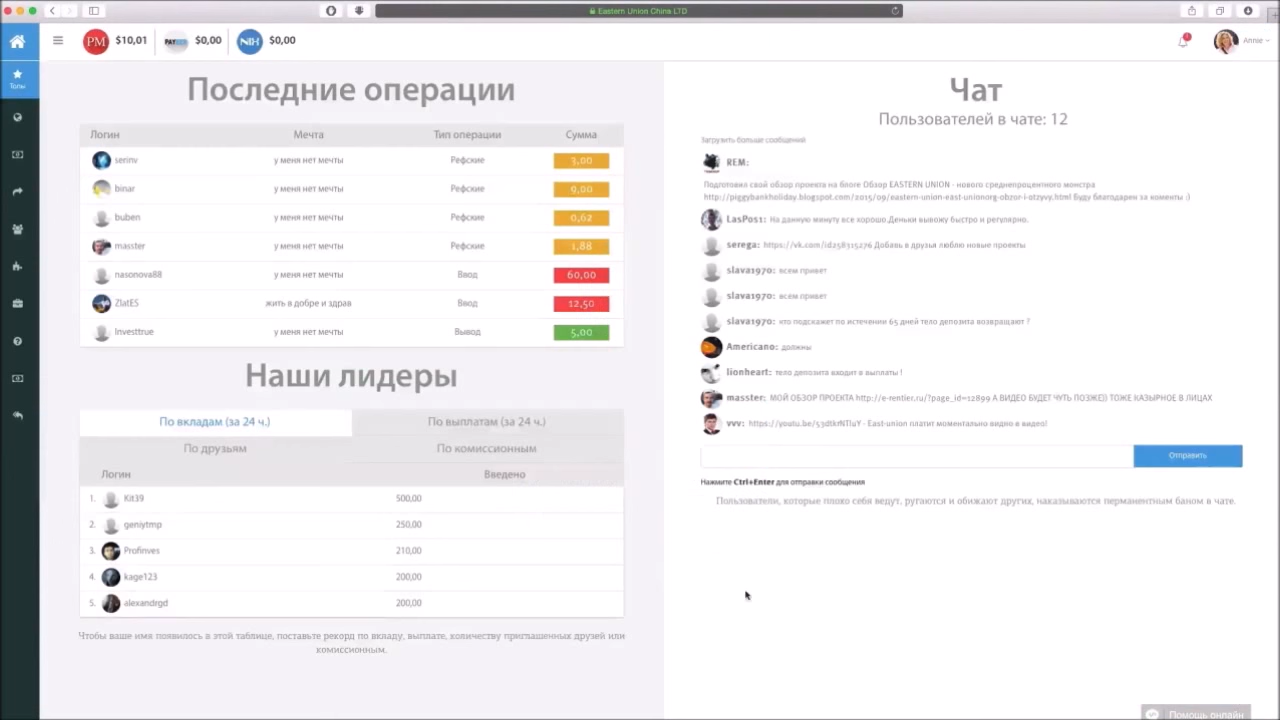 Eastern Union China LTD
PM $10,01 PAYEER $0,00 NIX $0,00
Annie
Топы
Последние операции
Логин Мечта Тип операции Сумма
serinv у меня нет мечты Рефские 3,00
binar у меня нет мечты Рефские 9,00
buben у меня нет мечты Рефские 0,62
masster у меня нет мечты Рефские 1,88
nasonova88 у меня нет мечты Ввод 60,00
ZlatES жить в добре и здрав Ввод 12,50
Investtrue у меня нет мечты Вывод 5,00
Наши лидеры
По вкладам (за 24 ч.) По выплатам (за 24 ч.)
По друзьям По комиссионным
Логин Введено
1. Kit39 500,00
2. geniytmp 250,00
3. Profinves 210,00
4. kage123 200,00
5. alexandrgd 200,00
Чтобы ваше имя появилось в этой таблице, поставьте рекорд по вкладу, выплате, количеству приглашенных друзей или
комиссионным.
Чат
Пользователей в чате: 12
Загрузить больше сообщений
REM:
Подготовил свой обзор проекта на блоге Обзор EASTERN UNION - нового среднепроцентного монстра
http://piggybankholiday.blogspot.com/2015/09/eastern-union-east-unionorg-obzor-i-otzyvy.html Буду благодарен за коменты :)
LasPos1: На данную минуту все хорошо.Деньки вывожу быстро и регулярно.
serega: https://vk.com/id258315276 Добавь в друзья люблю новые проекты
slava1970: всем привет
slava1970: всем привет
slava1970: кто подскажет по истечении 65 дней тело депозита возвращают ?
Americano: должны
lionheart: тело депозита входит в выплаты !
masster: МОЙ ОБЗОР ПРОЕКТА http://e-rentier.ru/?page_id=12899 А ВИДЕО БУДЕТ ЧУТЬ ПОЗЖЕ)) ТОЖЕ КАЗЫРНОЕ В ЛИЦАХ
vvv: https://youtu.be/53dtkrNTluY - East-union платит моментально видно в видео!
Отправить
Нажмите Ctrl+Enter для отправки сообщения
Пользователи, которые плохо себя ведут, ругаются и обижают других, наказываются перманентным баном в чате.
Помощь онлайн